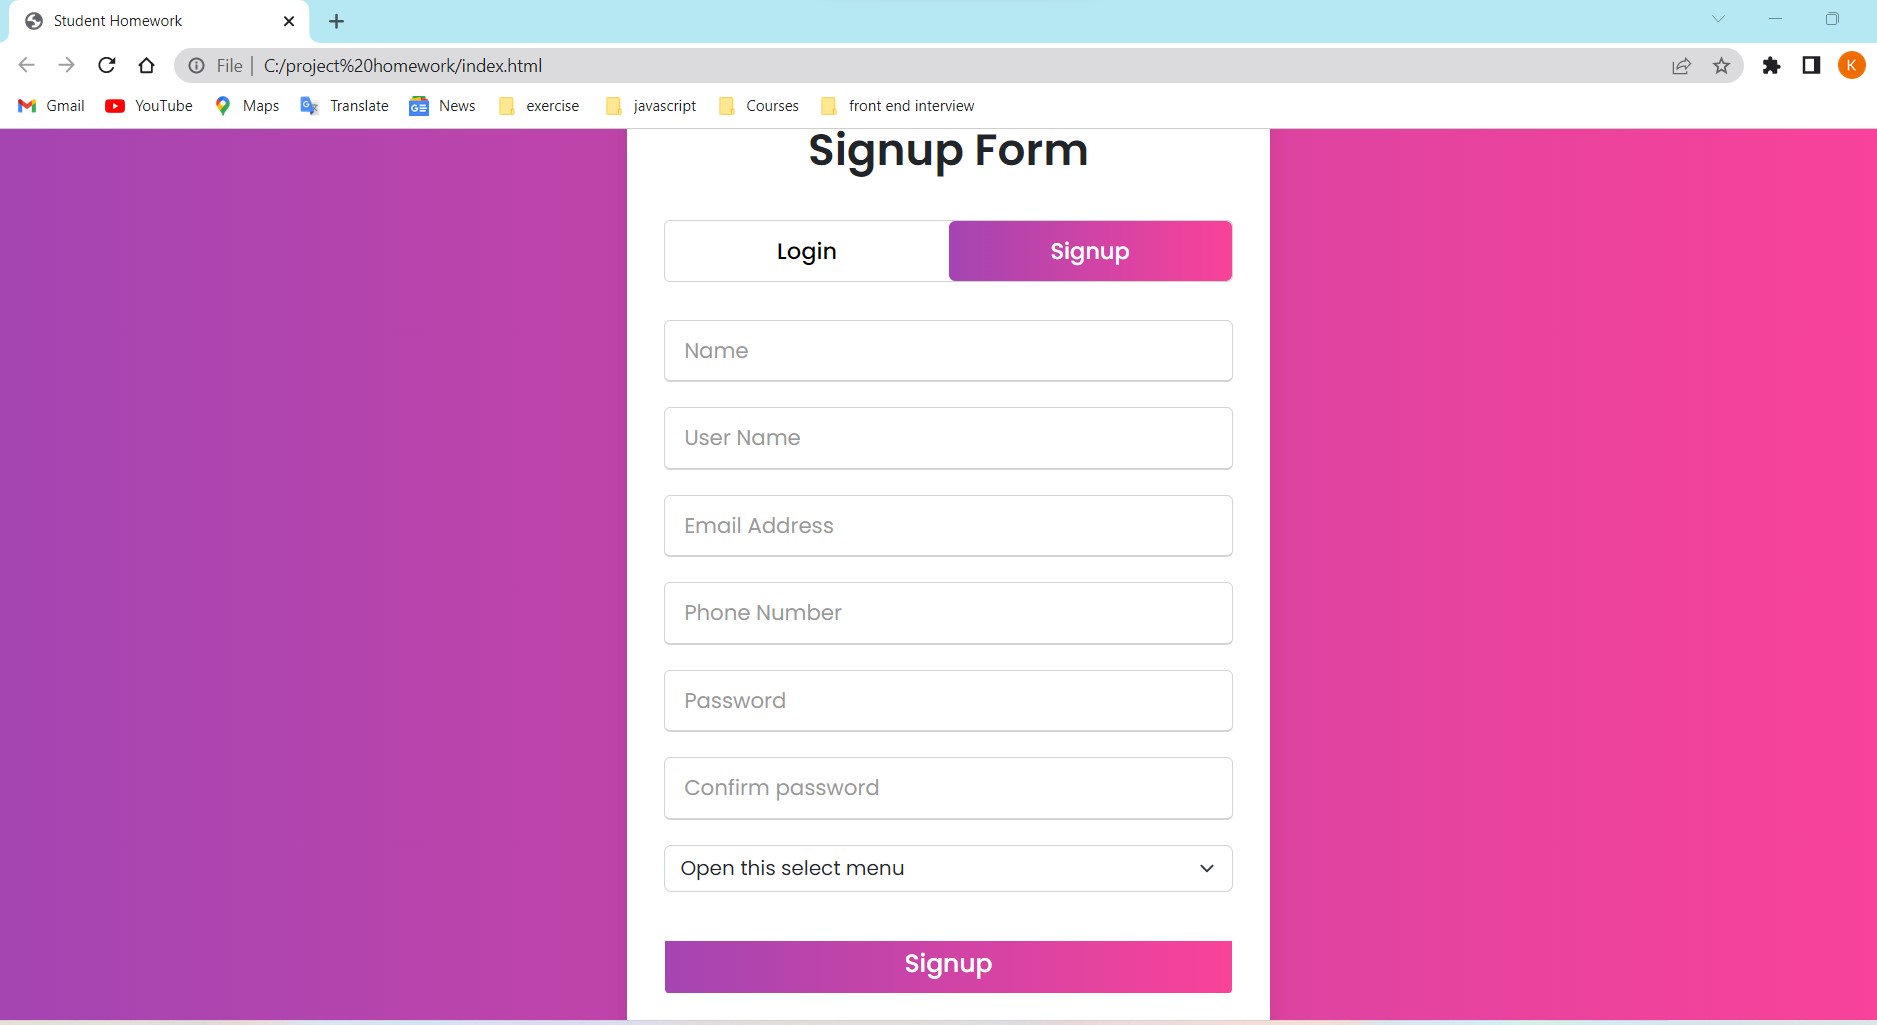 Student Homework
File | C:/project%20homework/index.html
K
Gmail YouTube Maps Translate News exercise javascript Courses front end interview
Signup Form
Login Signup
Name
User Name
Email Address
Phone Number
Password
Confirm password
Open this select menu
Signup